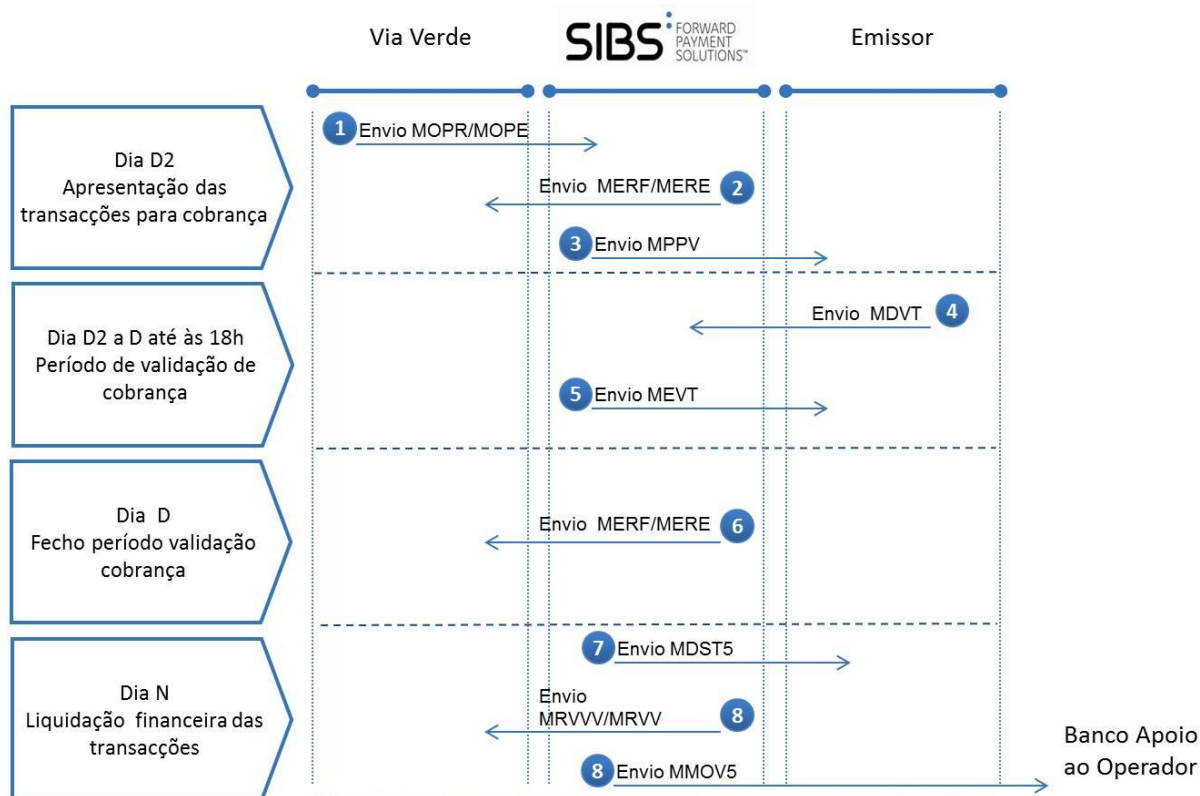 Via Verde
SIBS FORWARD
PAYMENT
SOLUTIONS™
Emissor
Dia D2
Apresentação das
transacções para cobrança
1 Envio MOPR/MOPE
Envio MERF/MERE 2
3 Envio MPPV
Dia D2 a D até às 18h
Período de validação de
cobrança
Envio MDVT 4
5 Envio MEVT
Dia D
Fecho período validação
cobrança
Envio MERF/MERE 6
Dia N
Liquidação financeira das
transacções
7 Envio MDST5
Envio
MRVVV/MRVV 8
8 Envio MMOV5
Banco Apoio
ao Operador